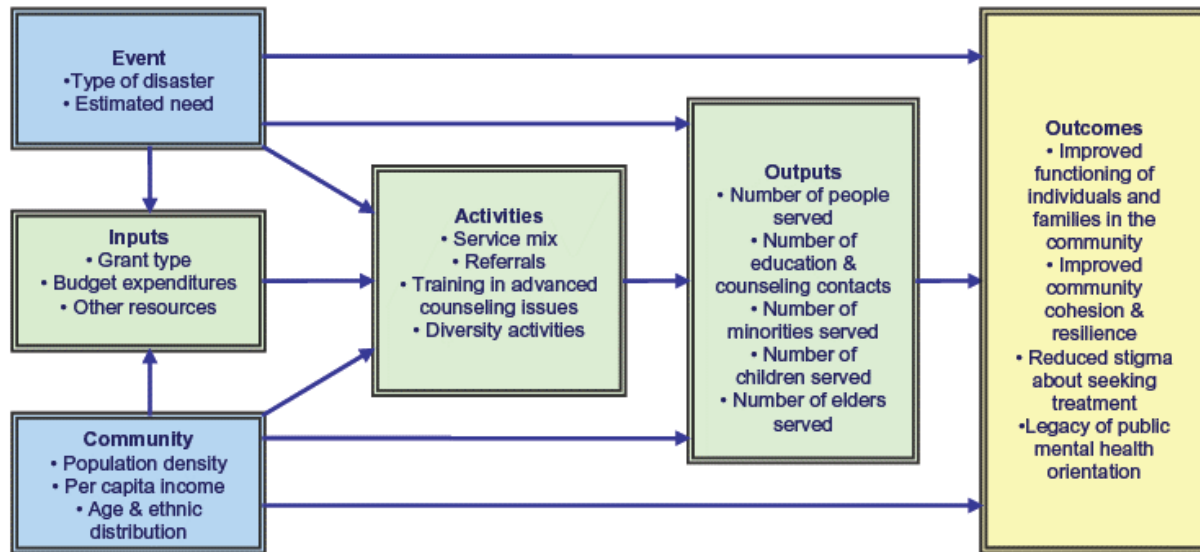 Event
•Type of disaster
• Estimated need
Inputs
• Grant type
• Budget expenditures
• Other resources
Community
• Population density
• Per capita income
• Age & ethnic
distribution
Activities
• Service mix
• Referrals
• Training in advanced
counseling issues
• Diversity activities
Outputs
• Number of people
served
• Number of
education &
counseling contacts
• Number of
minorities served
• Number of
children served
• Number of elders
served
Outcomes
• Improved
functioning of
individuals and
families in the
community
• Improved
community
cohesion &
resilience
• Reduced stigma
about seeking
treatment
•Legacy of public
mental health
orientation